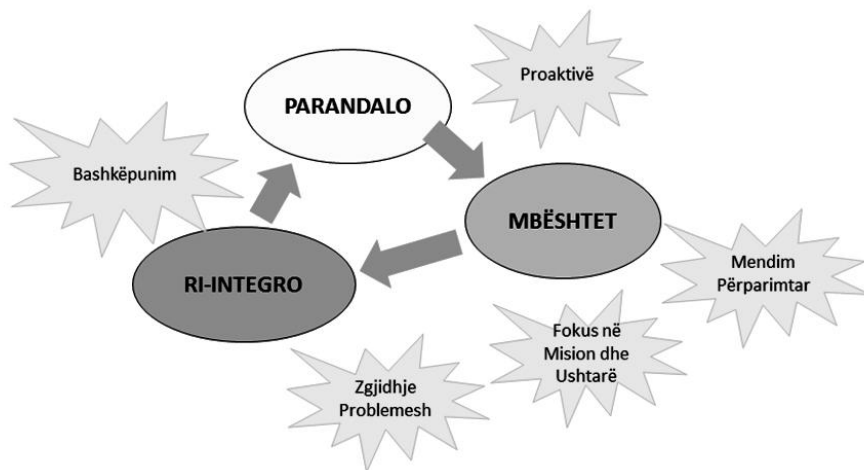 Proaktivë
PARANDALO
Bashkëpunim
MBËSHTET
Mendim
Përparimtar
RI-INTEGRO
Fokus në
Mision dhe
Ushtarë
Zgjidhje
Problemesh